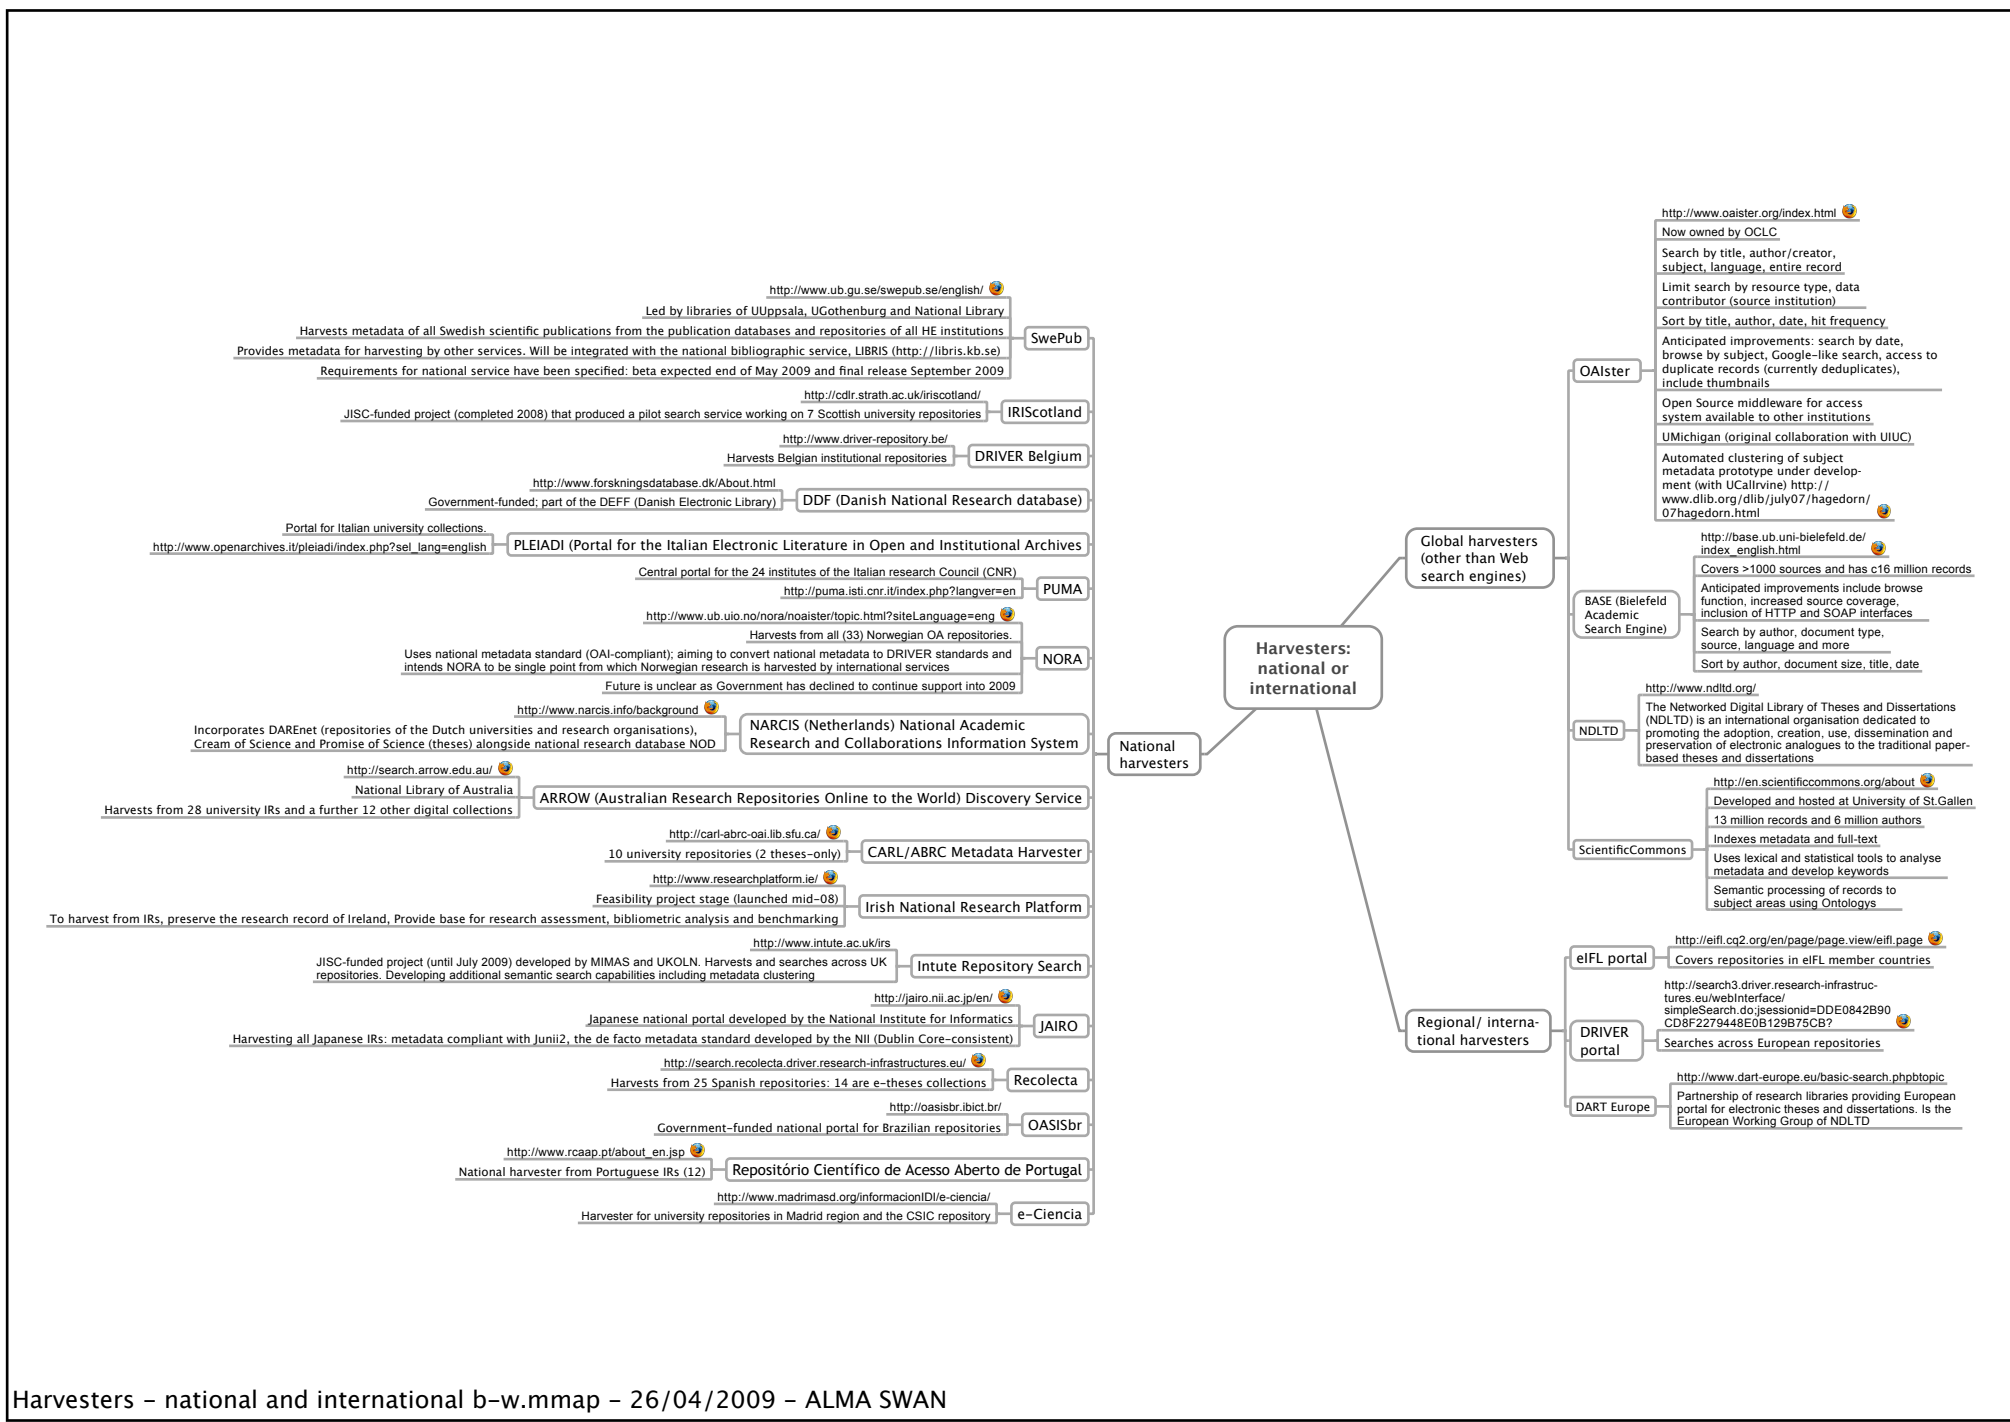 http://www.ub.gu.se/swepub.se/english/
Led by libraries of UUppsala, UGothenburg and National Library
Harvests metadata of all Swedish scientific publications from the publication databases and repositories of all HE institutions
Provides metadata for harvesting by other services. Will be integrated with the national bibliographic service, LIBRIS (http://libris.kb.se)
Requirements for national service have been specified: beta expected end of May 2009 and final release September 2009
SwePub
http://cdlr.strath.ac.uk/iriscotland/
JISC-funded project (completed 2008) that produced a pilot search service working on 7 Scottish university repositories
IRIScotland
http://www.driver-repository.be/
Harvests Belgian institutional repositories
DRIVER Belgium
http://www.forskningsdatabase.dk/About.html
Government-funded; part of the DEFF (Danish Electronic Library)
DDF (Danish National Research database)
Portal for Italian university collections.
http://www.openarchives.it/pleiadi/index.php?sel_lang=english
PLEIADI (Portal for the Italian Electronic Literature in Open and Institutional Archives
Central portal for the 24 institutes of the Italian research Council (CNR)
http://puma.isti.cnr.it/index.php?langver=en
PUMA
http://www.ub.uio.no/nora/noaister/topic.html?siteLanguage=eng
Harvests from all (33) Norwegian OA repositories.
Uses national metadata standard (OAI-compliant); aiming to convert national metadata to DRIVER standards and
intends NORA to be single point from which Norwegian research is harvested by international services
Future is unclear as Government has declined to continue support into 2009
NORA
http://www.narcis.info/background
Incorporates DAREnet (repositories of the Dutch universities and research organisations),
Cream of Science and Promise of Science (theses) alongside national research database NOD
NARCIS (Netherlands) National Academic
Research and Collaborations Information System
http://search.arrow.edu.au/
National Library of Australia
Harvests from 28 university IRs and a further 12 other digital collections
ARROW (Australian Research Repositories Online to the World) Discovery Service
http://carl-abrc-oai.lib.sfu.ca/
10 university repositories (2 theses-only)
CARL/ABRC Metadata Harvester
http://www.researchplatform.ie/
Feasibility project stage (launched mid-08)
To harvest from IRs, preserve the research record of Ireland, Provide base for research assessment, bibliometric analysis and benchmarking
Irish National Research Platform
http://www.intute.ac.uk/irs
JISC-funded project (until July 2009) developed by MIMAS and UKOLN. Harvests and searches across UK
repositories. Developing additional semantic search capabilities including metadata clustering
Intute Repository Search
http://jairo.nii.ac.jp/en/
Japanese national portal developed by the National Institute for Informatics
Harvesting all Japanese IRs: metadata compliant with Junii2, the de facto metadata standard developed by the NII (Dublin Core-consistent)
JAIRO
http://search.recolecta.driver.research-infrastructures.eu/
Harvests from 25 Spanish repositories: 14 are e-theses collections
Recolecta
http://oasisbr.ibict.br/
Government-funded national portal for Brazilian repositories
OASISbr
http://www.rcaap.pt/about_en.jsp
National harvester from Portuguese IRs (12)
Repositório Científico de Acesso Aberto de Portugal
http://www.madrimasd.org/informacionIDI/e-ciencia/
Harvester for university repositories in Madrid region and the CSIC repository
e-Ciencia
National
harvesters
Harvesters:
national or
international
Global harvesters
(other than Web
search engines)
OAIster
http://www.oaister.org/index.html
Now owned by OCLC
Search by title, author/creator,
subject, language, entire record
Limit search by resource type, data
contributor (source institution)
Sort by title, author, date, hit frequency
Anticipated improvements: search by date,
browse by subject, Google-like search, access to
duplicate records (currently deduplicates),
include thumbnails
Open Source middleware for access
system available to other institutions
UMichigan (original collaboration with UIUC)
Automated clustering of subject
metadata prototype under develop-
ment (with UCalIrvine) http://
www.dlib.org/dlib/july07/hagedorn/
07hagedorn.html
BASE (Bielefeld
Academic
Search Engine)
http://base.ub.uni-bielefeld.de/
index_english.html
Covers >1000 sources and has c16 million records
Anticipated improvements include browse
function, increased source coverage,
inclusion of HTTP and SOAP interfaces
Search by author, document type,
source, language and more
Sort by author, document size, title, date
NDLTD
http://www.ndltd.org/
The Networked Digital Library of Theses and Dissertations
(NDLTD) is an international organisation dedicated to
promoting the adoption, creation, use, dissemination and
preservation of electronic analogues to the traditional paper-
based theses and dissertations
ScientificCommons
http://en.scientificcommons.org/about
Developed and hosted at University of St.Gallen
13 million records and 6 million authors
Indexes metadata and full-text
Uses lexical and statistical tools to analyse
metadata and develop keywords
Semantic processing of records to
subject areas using Ontologys
Regional/ interna-
tional harvesters
eIFL portal
http://eifl.cq2.org/en/page/page.view/eifl.page
Covers repositories in eIFL member countries
DRIVER
portal
http://search3.driver.research-infrastruc-
tures.eu/webInterface/
simpleSearch.do;jsessionid=DDE0842B90
CD8F2279448E0B129B75CB?
Searches across European repositories
DART Europe
http://www.dart-europe.eu/basic-search.phpbtopic
Partnership of research libraries providing European
portal for electronic theses and dissertations. Is the
European Working Group of NDLTD
Harvesters - national and international b-w.mmap - 26/04/2009 - ALMA SWAN